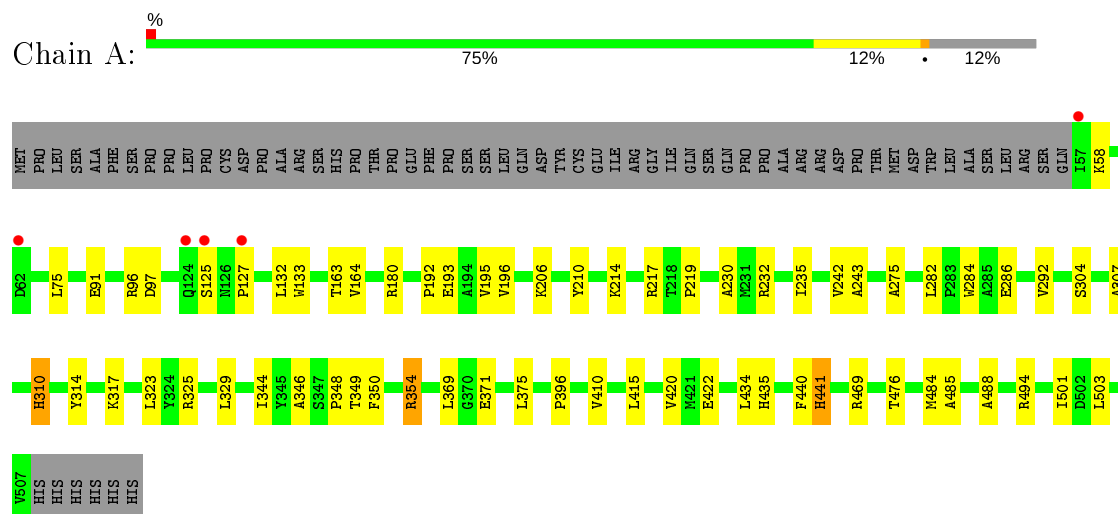 %
Chain A:
75% 12% • 12%
MET PRO LEU SER ALA PHE SER PRO PRO LEU PRO CYS ASP PRO ALA ARG SER HIS PRO THR PRO GLU PHE PRO SER SER LEU GLN ASP TYR CYS GLU ILE ARG GLY ILE GLN SER GLN PRO PRO ALA ARG ARG ASP PRO THR MET ASP TRP LEU ALA SER LEU ARG SER GLN I57 K58
D62 L75 E91 R96 D97 Q124 S125 N126 P127 L132 W133 T163 V164 R180 P192 E193 A194 V195 V196 K206 Y210 K214 R217 T218 P219 A230 M231 R232 I235 V242 A243 A275 L282 P283 W284 A285 E286 V292 S304 A307
H310 Y314 K317 L323 Y324 R325 L329 I344 Y345 A346 S347 P348 T349 F350 R354 L369 G370 E371 L375 P396 V410 L415 V420 M421 E422 L434 H435 F440 H441 R469 T476 M484 A485 A488 R494 I501 D502 L503
V507 HIS HIS HIS HIS HIS HIS